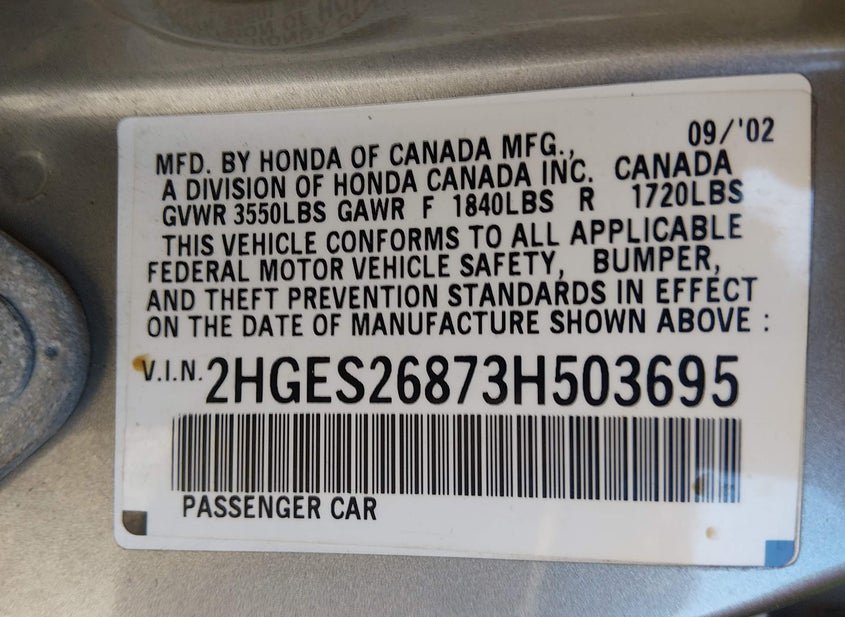 09/'02
MFD. BY HONDA OF CANADA MFG.,
A DIVISION OF HONDA CANADA INC. CANADA
GVWR 3550LBS GAWR F 1840LBS R 1720LBS
THIS VEHICLE CONFORMS TO ALL APPLICABLE
FEDERAL MOTOR VEHICLE SAFETY, BUMPER,
AND THEFT PREVENTION STANDARDS IN EFFECT
ON THE DATE OF MANUFACTURE SHOWN ABOVE :
V.I.N. 2HGES26873H503695
PASSENGER CAR